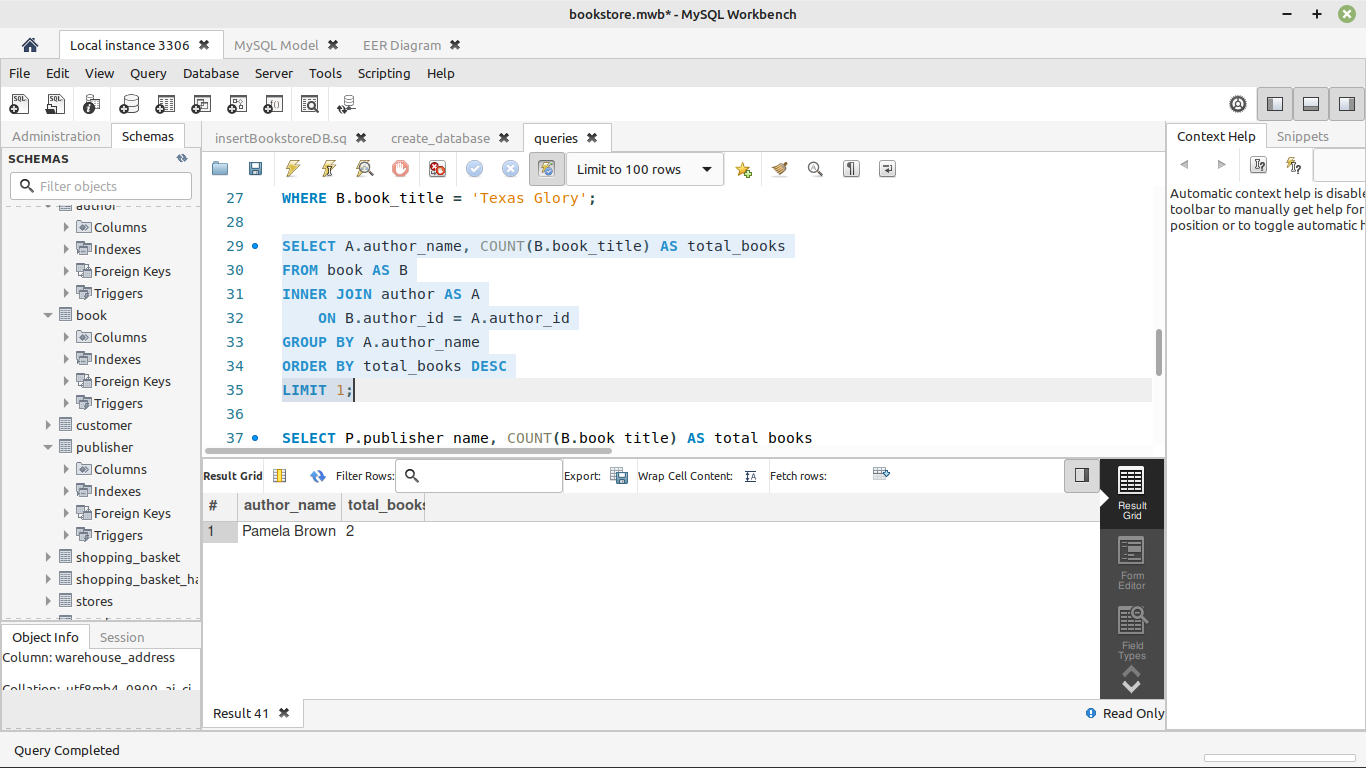 bookstore.mwb* - MySQL Workbench
Local instance 3306
MySQL Model
EER Diagram
File Edit View Query Database Server Tools Scripting Help
Administration Schemas
SCHEMAS
Filter objects
author
Columns
Indexes
Foreign Keys
Triggers
book
Columns
Indexes
Foreign Keys
Triggers
customer
publisher
Columns
Indexes
Foreign Keys
Triggers
shopping_basket
shopping_basket_ha
stores
Object Info Session
Column: warehouse_address
Collation: utf8mb4_0900_ai_ci
insertBookstoreDB.sq create_database queries
Limit to 100 rows
27 WHERE B.book_title = 'Texas Glory';
28
29 SELECT A.author_name, COUNT(B.book_title) AS total_books
30 FROM book AS B
31 INNER JOIN author AS A
32 ON B.author_id = A.author_id
33 GROUP BY A.author_name
34 ORDER BY total_books DESC
35 LIMIT 1;
36
37 SELECT P.publisher_name, COUNT(B.book_title) AS total_books
Result Grid Filter Rows: Export: Wrap Cell Content: Fetch rows:
# author_name total_books
1 Pamela Brown 2
Result
Grid
Form
Editor
Field
Types
Result 41
Read Only
Context Help Snippets
Automatic context help is disable
toolbar to manually get help for
position or to toggle automatic h
Query Completed